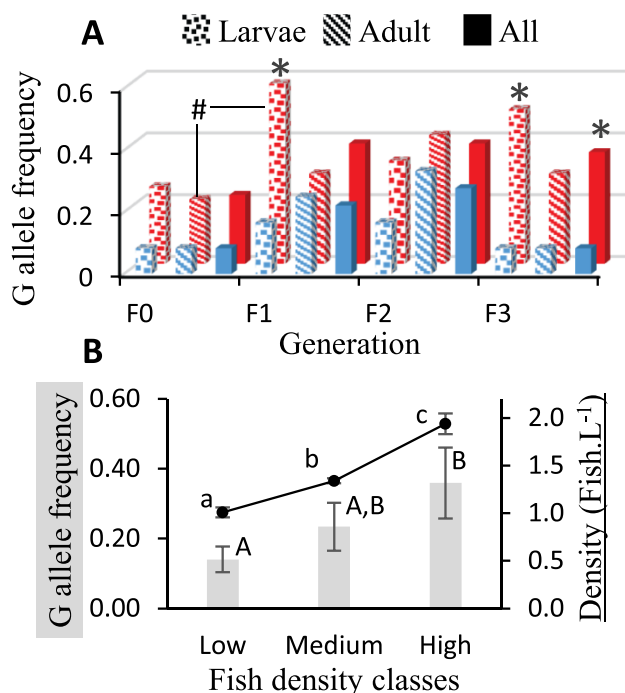 A Larvae Adult All
G allele frequency
0.6
0.4
0.2
0
#
*
*
*
F0 F1 F2 F3
Generation
B
G allele frequency
0.60
0.40
0.20
0.00
a
b
c
A
A,B
B
2.0
1.5
1.0
0.5
0.0
Density (Fish.L-1)
Low Medium High
Fish density classes